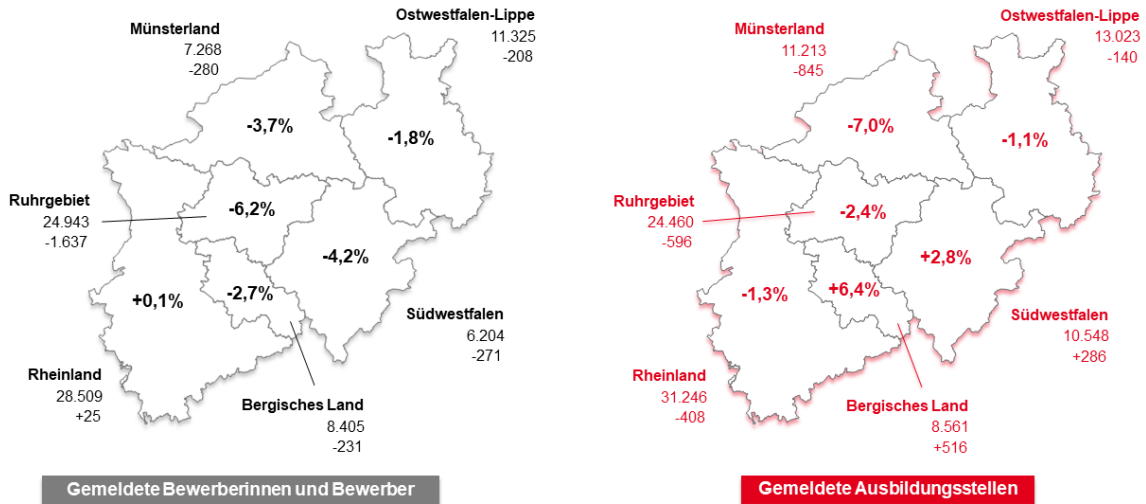 Münsterland
7.268
-280
Ostwestfalen-Lippe
11.325
-208
-3,7%
-1,8%
Ruhrgebiet
24.943
-1.637
-6,2%
-4,2%
+0,1%
-2,7%
Südwestfalen
6.204
-271
Rheinland
28.509
+25
Bergisches Land
8.405
-231
Gemeldete Bewerberinnen und Bewerber
Münsterland
11.213
-845
Ostwestfalen-Lippe
13.023
-140
-7,0%
-1,1%
Ruhrgebiet
24.460
-596
-2,4%
+2,8%
-1,3%
+6,4%
Südwestfalen
10.548
+286
Rheinland
31.246
-408
Bergisches Land
8.561
+516
Gemeldete Ausbildungsstellen